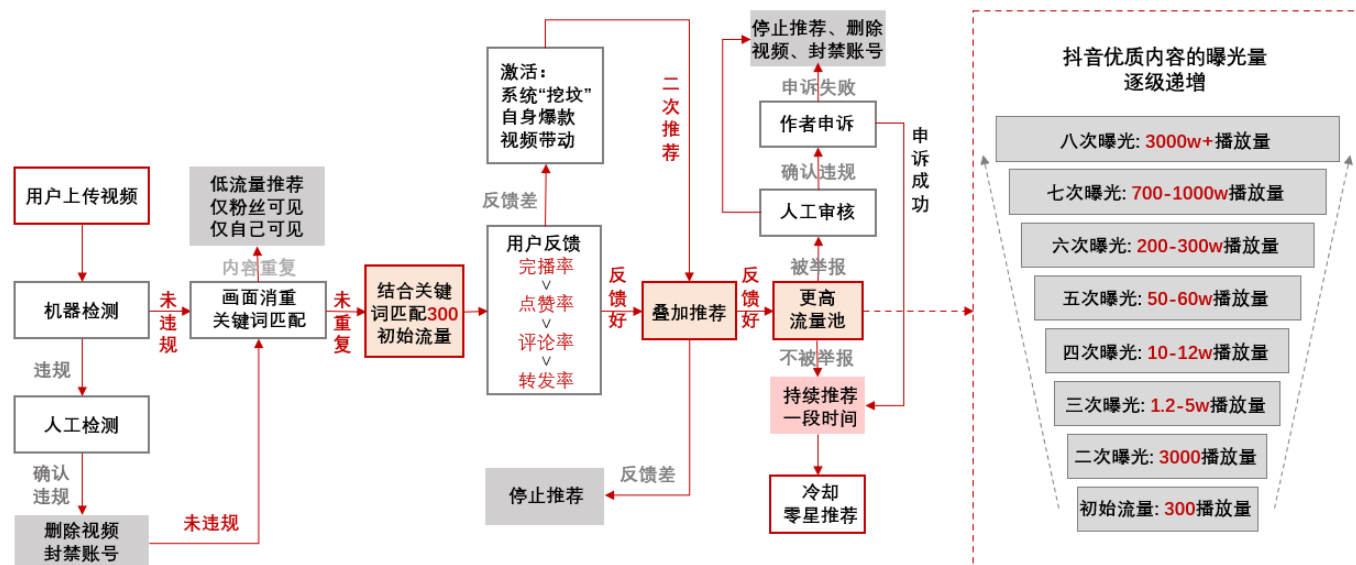 用户上传视频
机器检测
违规
人工检测
确认
违规
删除视频
封禁账号
未违规
未违规
低流量推荐
仅粉丝可见
仅自己可见
内容重复
画面消重
关键词匹配
未重复
结合关键
词匹配300
初始流量
激活：
系统“挖坟”
自身爆款
视频带动
反馈差
用户反馈
完播率
>
点赞率
>
评论率
>
转发率
反馈好
二次推荐
叠加推荐
反馈差
停止推荐
反馈好
停止推荐、删除
视频、封禁账号
申诉失败
作者申诉
确认违规
人工审核
被举报
申诉成功
更高
流量池
不被举报
持续推荐
一段时间
冷却
零星推荐
抖音优质内容的曝光量
逐级递增
八次曝光: 3000w+播放量
七次曝光: 700-1000w播放量
六次曝光: 200-300w播放量
五次曝光: 50-60w播放量
四次曝光: 10-12w播放量
三次曝光: 1.2-5w播放量
二次曝光: 3000播放量
初始流量: 300播放量